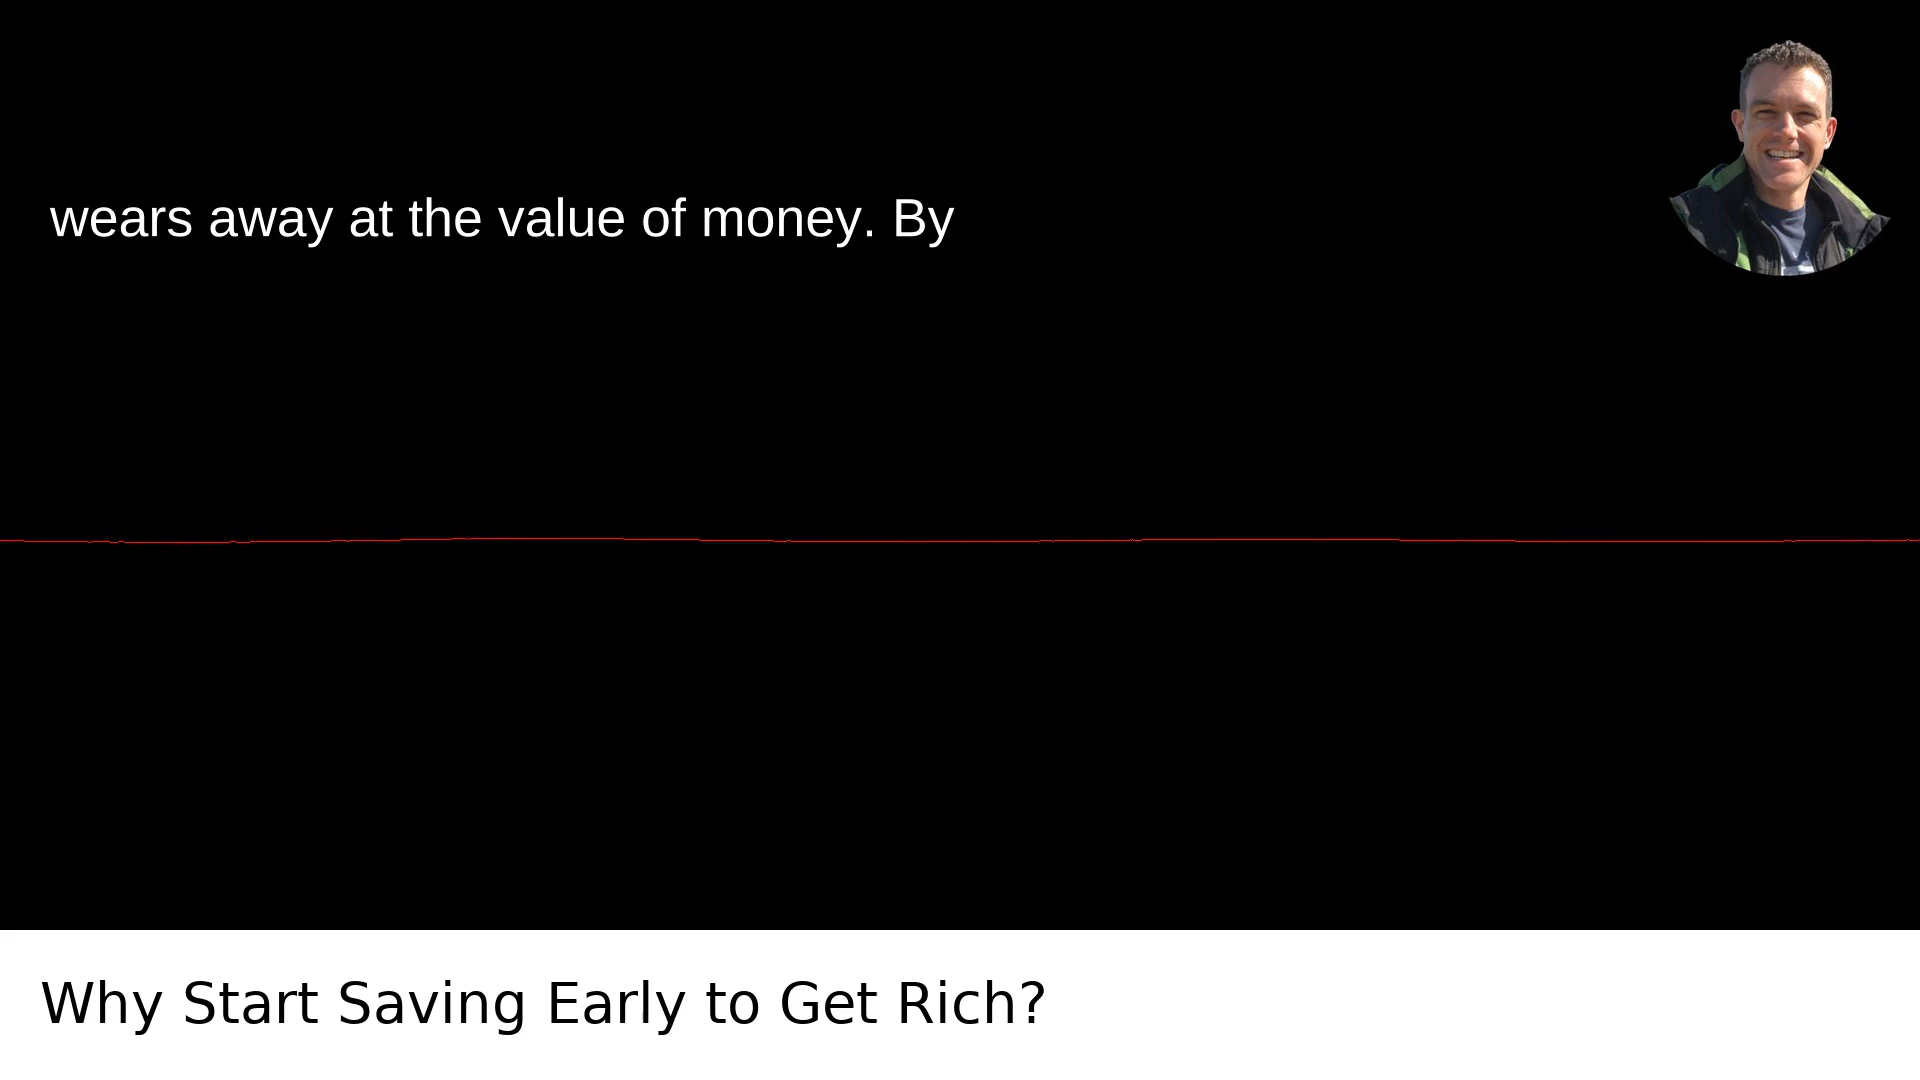 wears away at the value of money. By
Why Start Saving Early to Get Rich?